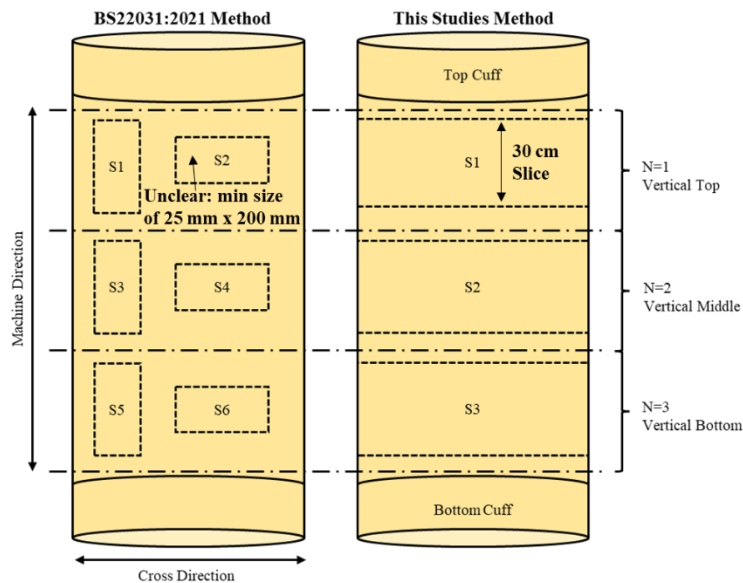 BS22031:2021 Method
This Studies Method
Top Cuff
S1
S2
Unclear: min size
of 25 mm x 200 mm
S1
30 cm
Slice
N=1
Vertical Top
Machine Direction
S3
S4
S2
N=2
Vertical Middle
S5
S6
S3
N=3
Vertical Bottom
Bottom Cuff
Cross Direction